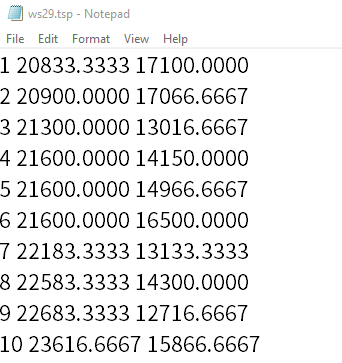 ws29.tsp - Notepad
File Edit Format View Help
1 20833.3333 17100.0000
2 20900.0000 17066.6667
3 21300.0000 13016.6667
4 21600.0000 14150.0000
5 21600.0000 14966.6667
6 21600.0000 16500.0000
7 22183.3333 13133.3333
8 22583.3333 14300.0000
9 22683.3333 12716.6667
10 23616.6667 15866.6667